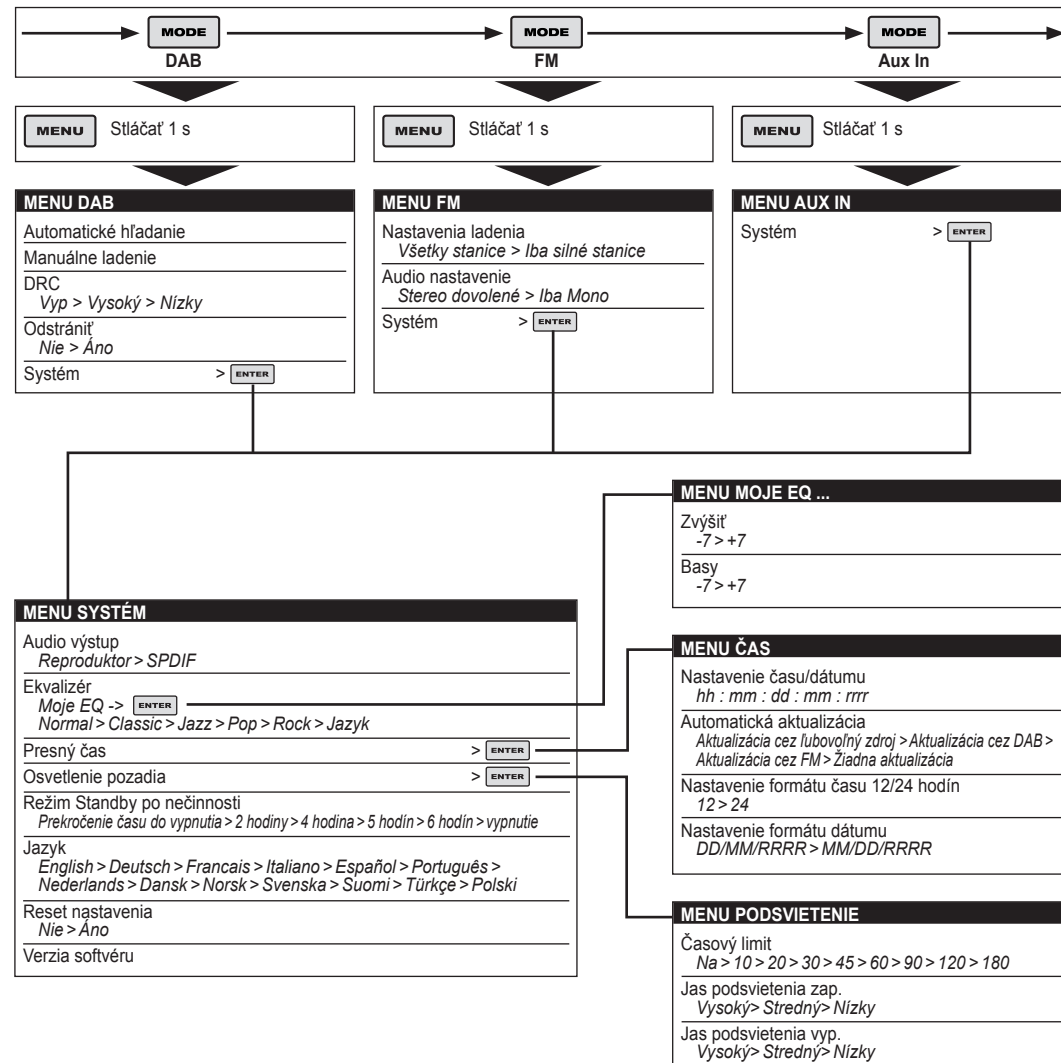 MODE MODE MODE
DAB FM Aux In
MENU Stláčať 1 s
MENU Stláčať 1 s
MENU Stláčať 1 s
MENU DAB
Automatické hľadanie
Manuálne ladenie
DRC
Vyp > Vysoký > Nízky
Odstrániť
Nie > Áno
Systém > ENTER
MENU FM
Nastavenia ladenia
Všetky stanice > Iba silné stanice
Audio nastavenie
Stereo dovolené > Iba Mono
Systém > ENTER
MENU AUX IN
Systém > ENTER
MENU SYSTÉM
Audio výstup
Reproduktor > SPDIF
Ekvalizér
Moje EQ -> ENTER
Normal > Classic > Jazz > Pop > Rock > Jazyk
Presný čas > ENTER
Osvetlenie pozadia > ENTER
Režim Standby po nečinnosti
Prekročenie času do vypnutia > 2 hodiny > 4 hodina > 5 hodín > 6 hodín > vypnutie
Jazyk
English > Deutsch > Francais > Italiano > Español > Português >
Nederlands > Dansk > Norsk > Svenska > Suomi > Türkçe > Polski
Reset nastavenia
Nie > Áno
Verzia softvéru
MENU MOJE EQ ...
Zvýšiť
-7 > +7
Basy
-7 > +7
MENU ČAS
Nastavenie času/dátumu
hh : mm : dd : mm : rrrr
Automatická aktualizácia
Aktualizácia cez ľubovoľný zdroj > Aktualizácia cez DAB >
Aktualizácia cez FM > Žiadna aktualizácia
Nastavenie formátu času 12/24 hodín
12 > 24
Nastavenie formátu dátumu
DD/MM/RRRR > MM/DD/RRRR
MENU PODSVIETENIE
Časový limit
Na > 10 > 20 > 30 > 45 > 60 > 90 > 120 > 180
Jas podsvietenia zap.
Vysoký > Stredný > Nízky
Jas podsvietenia vyp.
Vysoký > Stredný > Nízky